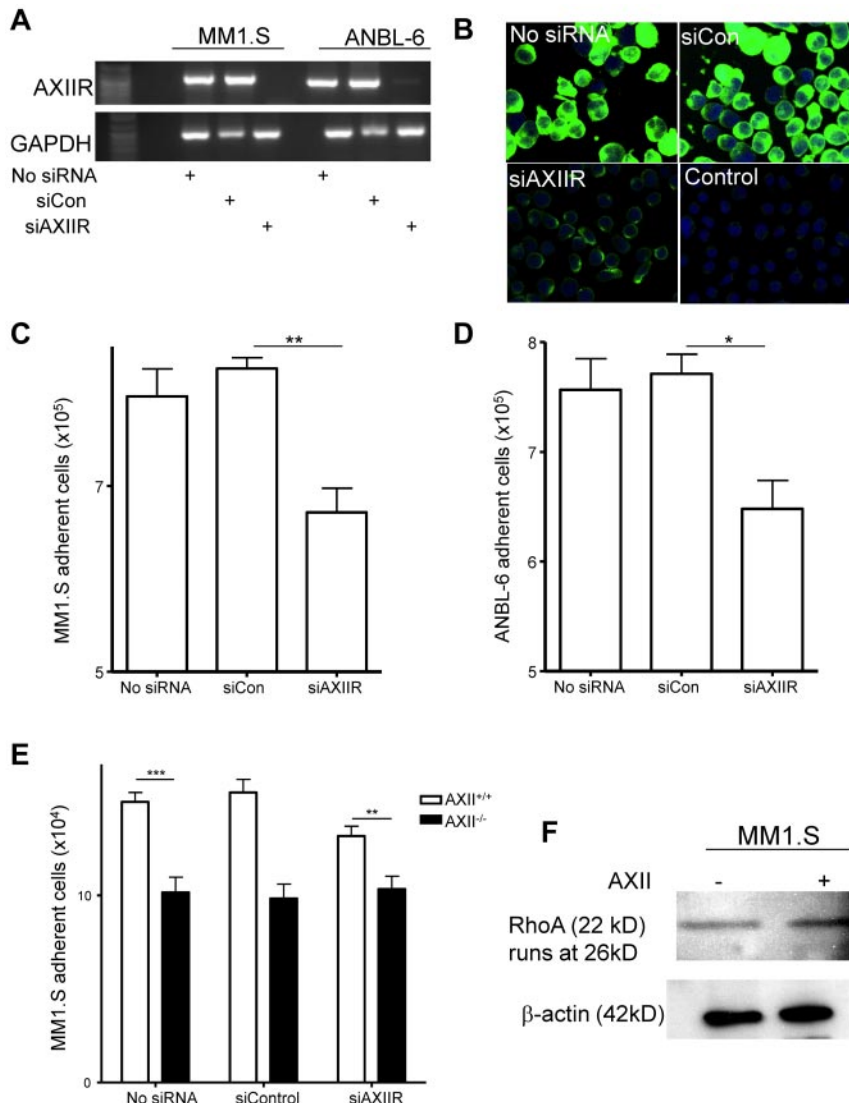 A
MM1.S ANBL-6
AXIIR
GAPDH
No siRNA + +
siCon + +
siAXIIR + +
B
No siRNA siCon
siAXIIR Control
C
**
MM1.S adherent cells (x10⁵)
7
5
No siRNA siCon siAXIIR
D
*
ANBL-6 adherent cells (x10⁵)
8
7
6
5
No siRNA siCon siAXIIR
E
***
**
AXII+/+
AXII-/-
MM1.S adherent cells (x10⁴)
10
0
No siRNA siControl siAXIIR
F
MM1.S
AXII - +
RhoA (22 kD)
runs at 26kD
β-actin (42kD)